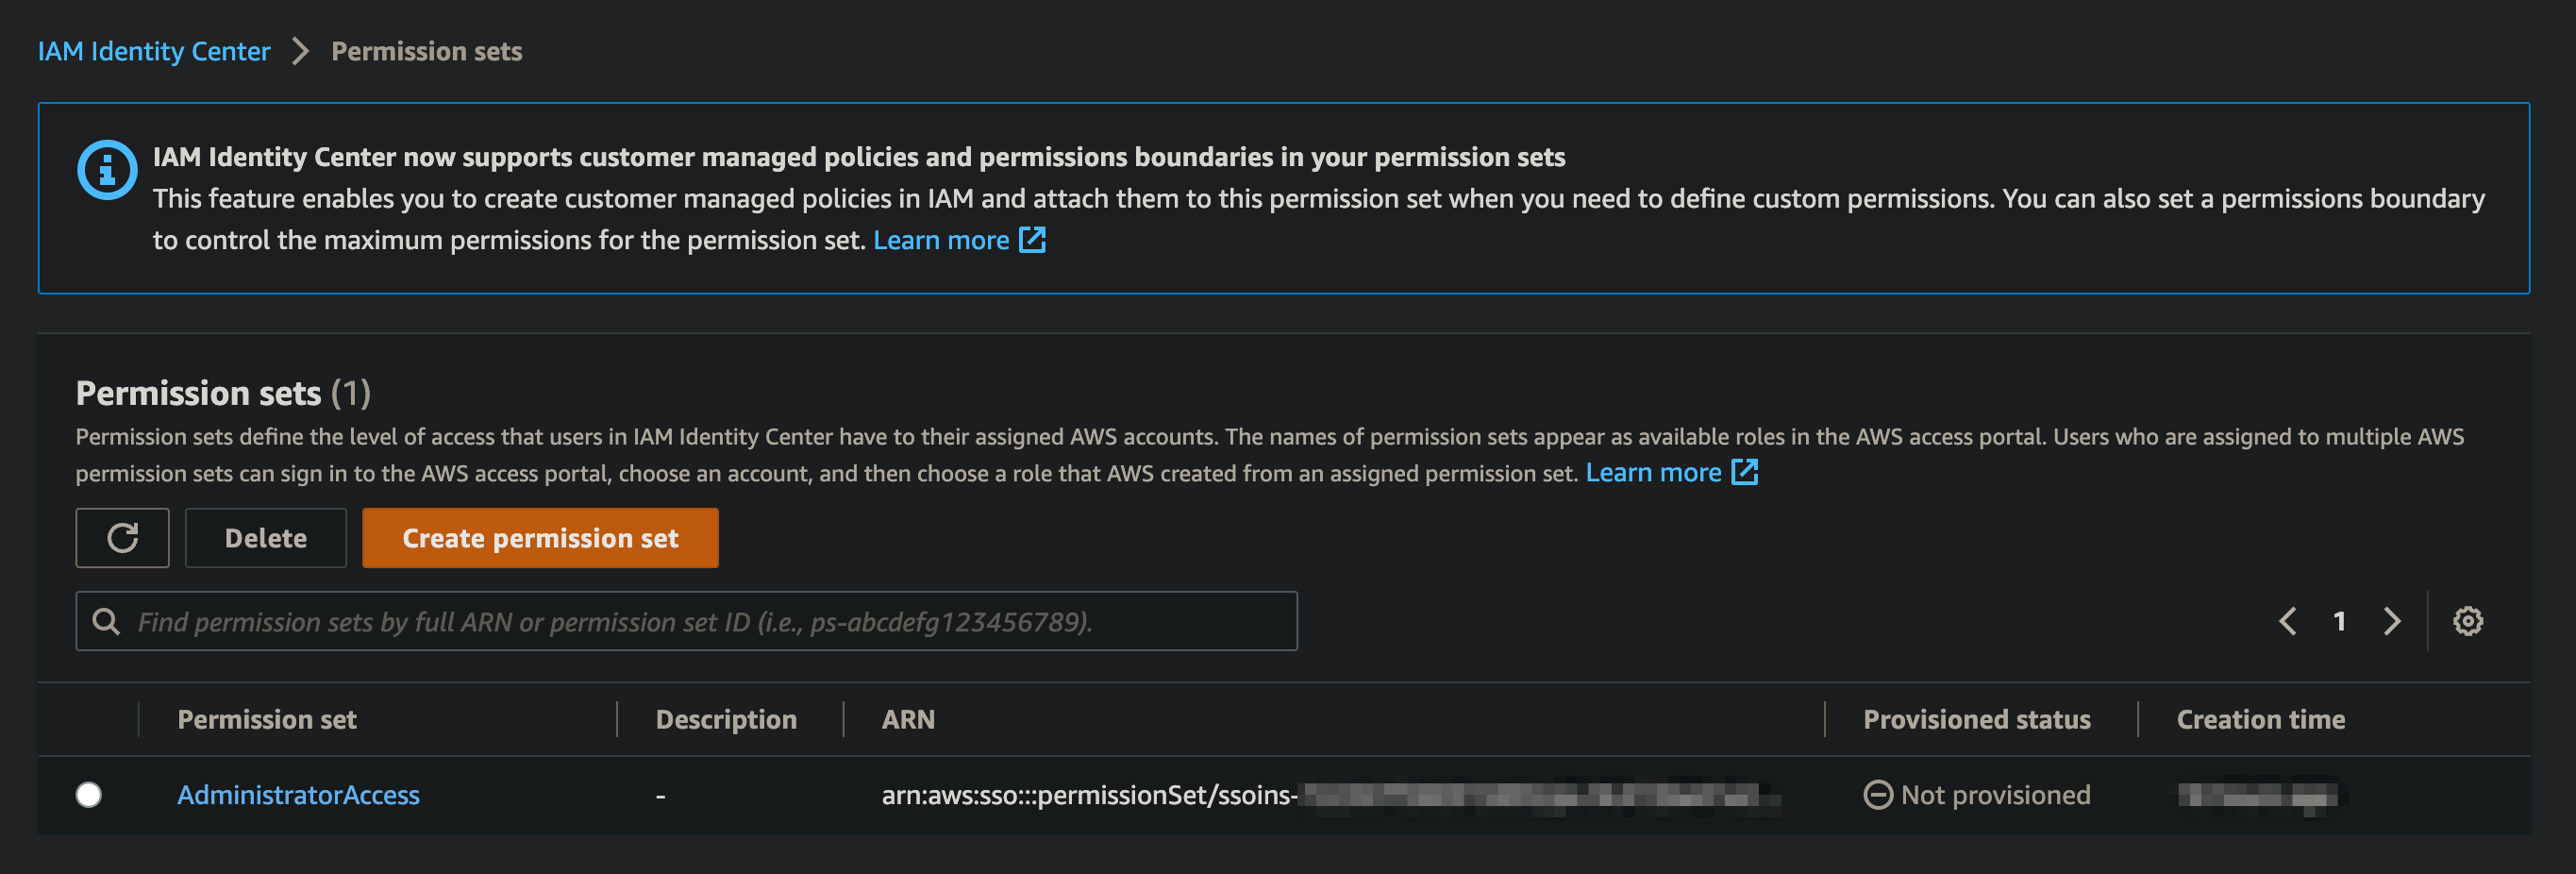 IAM Identity Center > Permission sets
IAM Identity Center now supports customer managed policies and permissions boundaries in your permission sets
This feature enables you to create customer managed policies in IAM and attach them to this permission set when you need to define custom permissions. You can also set a permissions boundary
to control the maximum permissions for the permission set. Learn more
Permission sets (1)
Permission sets define the level of access that users in IAM Identity Center have to their assigned AWS accounts. The names of permission sets appear as available roles in the AWS access portal. Users who are assigned to multiple AWS
permission sets can sign in to the AWS access portal, choose an account, and then choose a role that AWS created from an assigned permission set. Learn more
Delete Create permission set
Find permission sets by full ARN or permission set ID (i.e., ps-abcdefg123456789). 1
Permission set Description ARN Provisioned status Creation time
AdministratorAccess - arn:aws:sso:::permissionSet/ssoins- Not provisioned